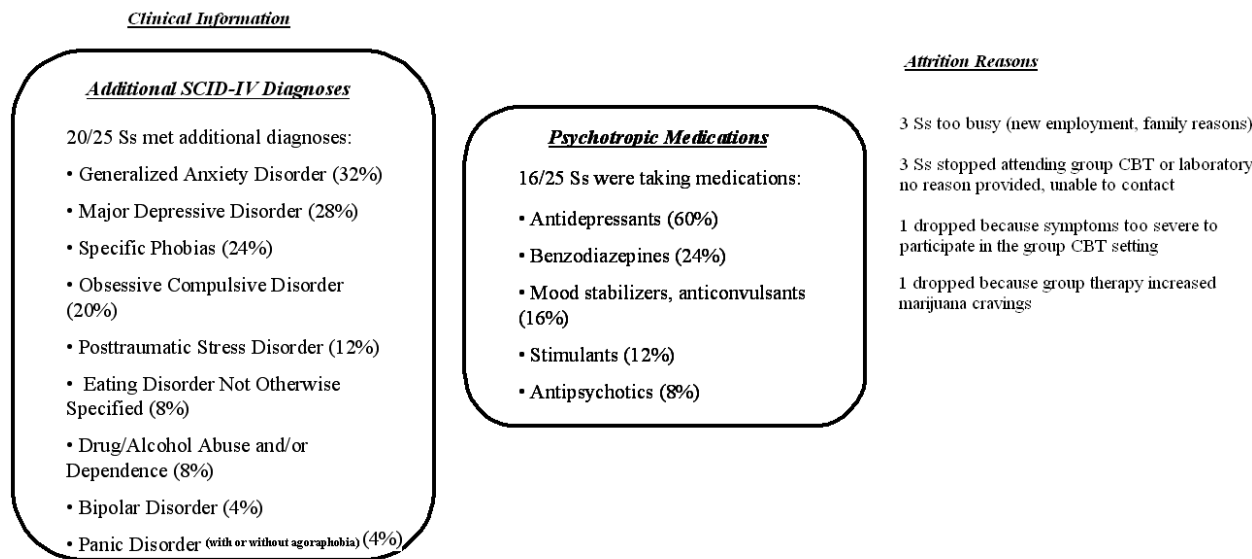 Clinical Information
Additional SCID-IV Diagnoses
20/25 Ss met additional diagnoses:
• Generalized Anxiety Disorder (32%)
• Major Depressive Disorder (28%)
• Specific Phobias (24%)
• Obsessive Compulsive Disorder
(20%)
• Posttraumatic Stress Disorder (12%)
• Eating Disorder Not Otherwise
Specified (8%)
• Drug/Alcohol Abuse and/or
Dependence (8%)
• Bipolar Disorder (4%)
• Panic Disorder (with or without agoraphobia) (4%)
Psychotropic Medications
16/25 Ss were taking medications:
• Antidepressants (60%)
• Benzodiazepines (24%)
• Mood stabilizers, anticonvulsants
(16%)
• Stimulants (12%)
• Antipsychotics (8%)
Attrition Reasons
3 Ss too busy (new employment, family reasons)
3 Ss stopped attending group CBT or laboratory
no reason provided, unable to contact
1 dropped because symptoms too severe to
participate in the group CBT setting
1 dropped because group therapy increased
marijuana cravings